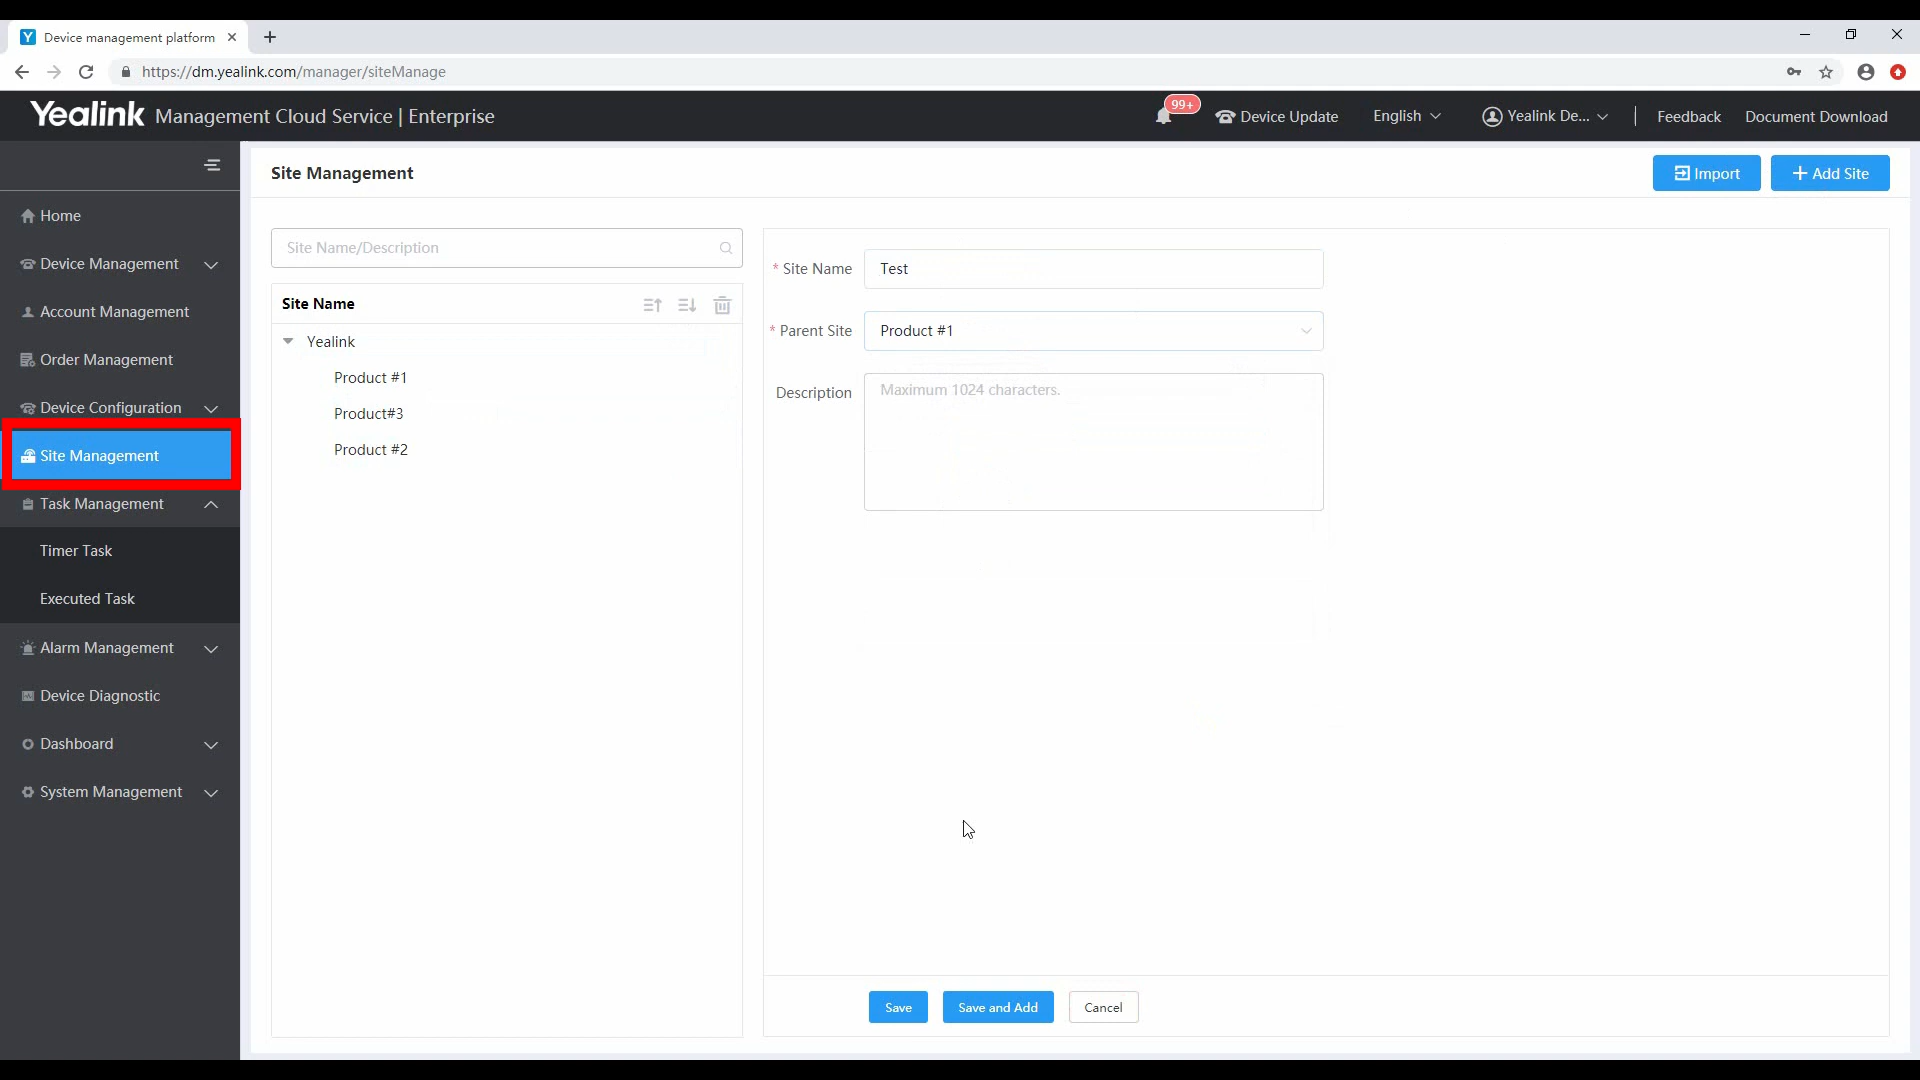 Device management platform
https://dm.yealink.com/manager/siteManage
Yealink Management Cloud Service | Enterprise
99+
Device Update
English
Yealink De...
Feedback
Document Download
Site Management
Import
+ Add Site
Home
Device Management
Account Management
Order Management
Device Configuration
Site Management
Task Management
Timer Task
Executed Task
Alarm Management
Device Diagnostic
Dashboard
System Management
Site Name/Description
Site Name
Yealink
Product #1
Product#3
Product #2
* Site Name Test
* Parent Site Product #1
Description Maximum 1024 characters.
Save
Save and Add
Cancel